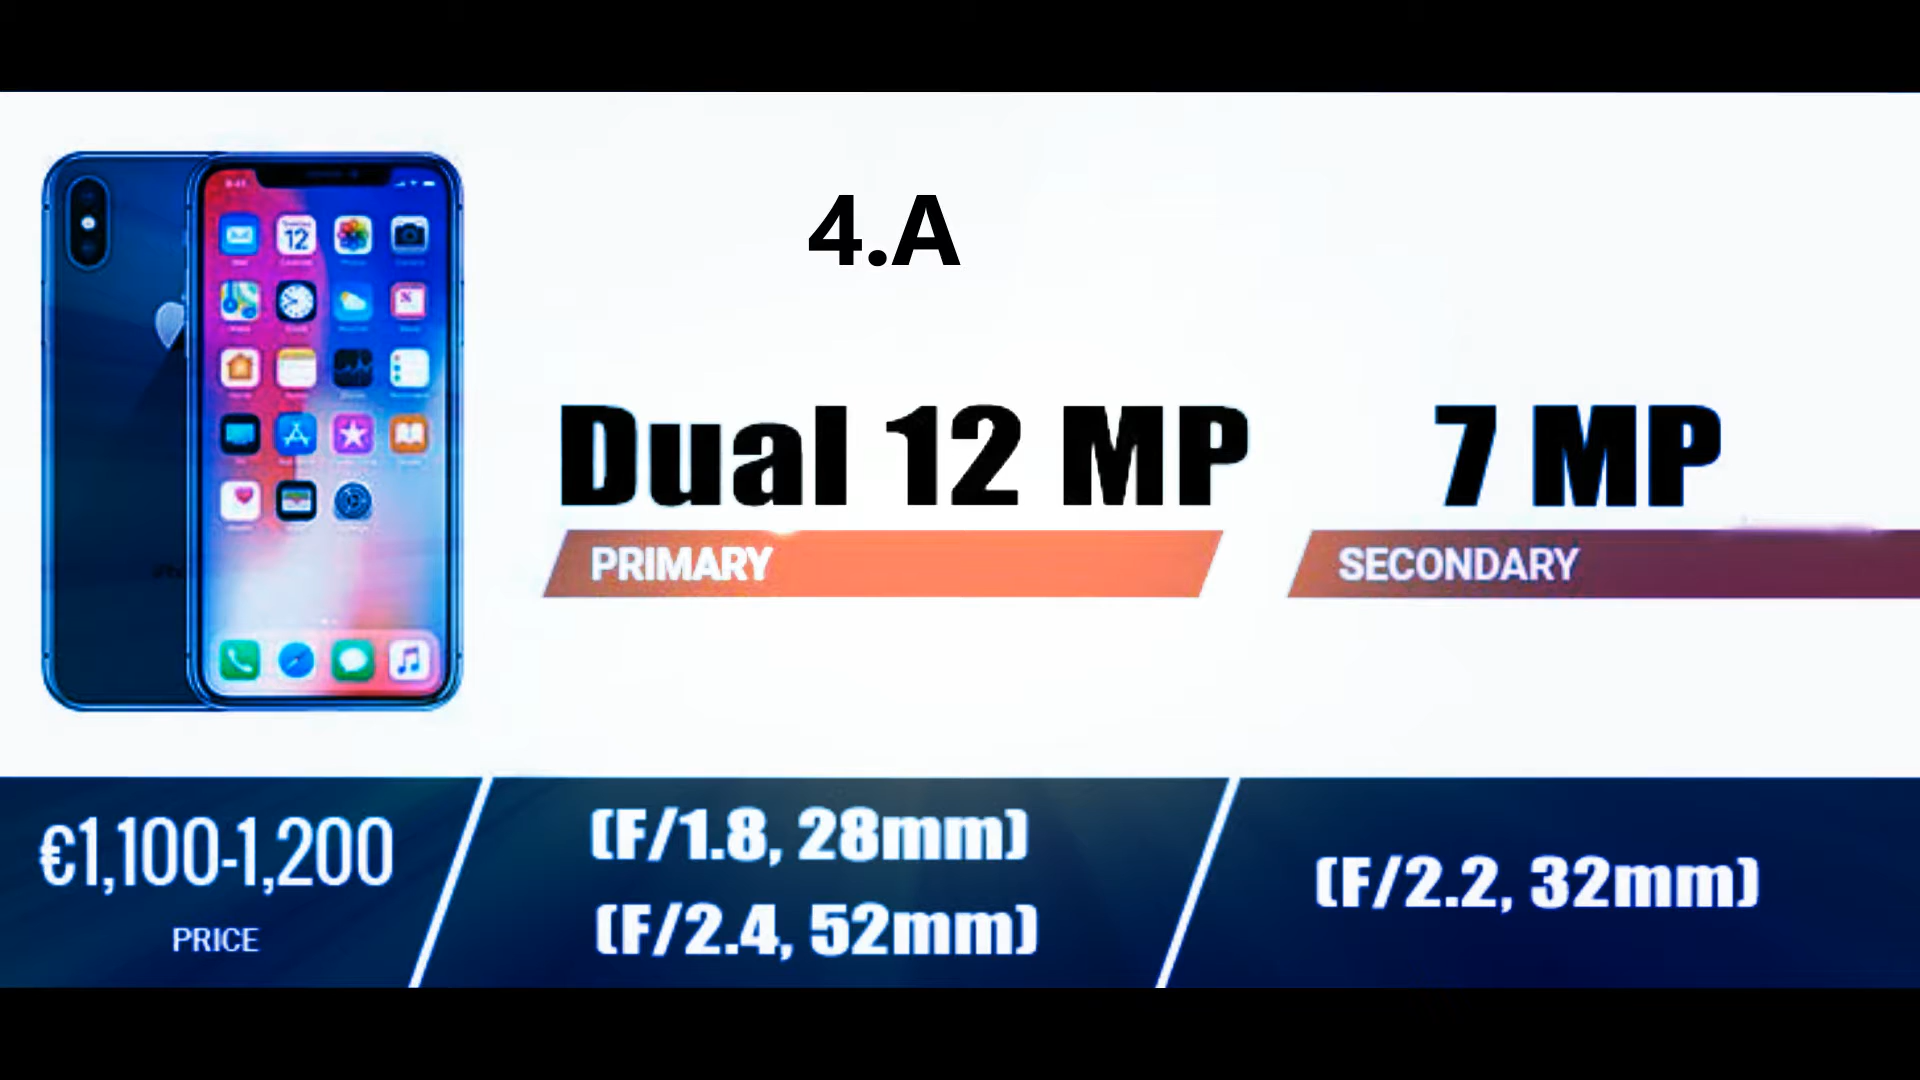 4.A
12
Dual 12 MP
7 MP
PRIMARY
SECONDARY
€1,100-1,200
PRICE
(F/1.8, 28mm)
(F/2.4, 52mm)
(F/2.2, 32mm)